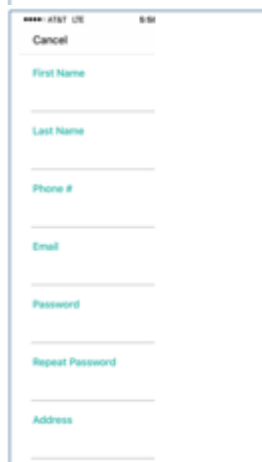 AT&T LTE
Cancel
First Name
Last Name
Phone #
Email
Password
Repeat Password
Address